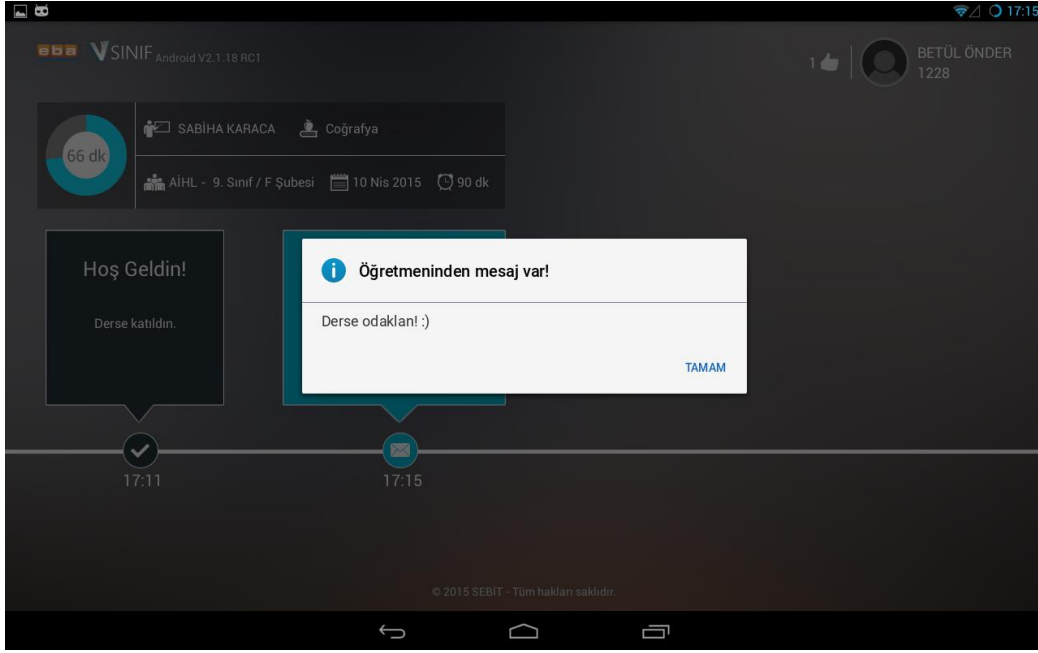 17:15
eba VSINIF Android V2.1.18 RC1
1
BETÜL ÖNDER
1228
66 dk
SABİHA KARACA Coğrafya
AİHL - 9. Sınıf / F Şubesi 10 Nis 2015 90 dk
Hoş Geldin!
Derse katıldın.
Öğretmeninden mesaj var!
Derse odaklan! :)
TAMAM
17:11
17:15
© 2015 SEBİT - Tüm hakları saklıdır.